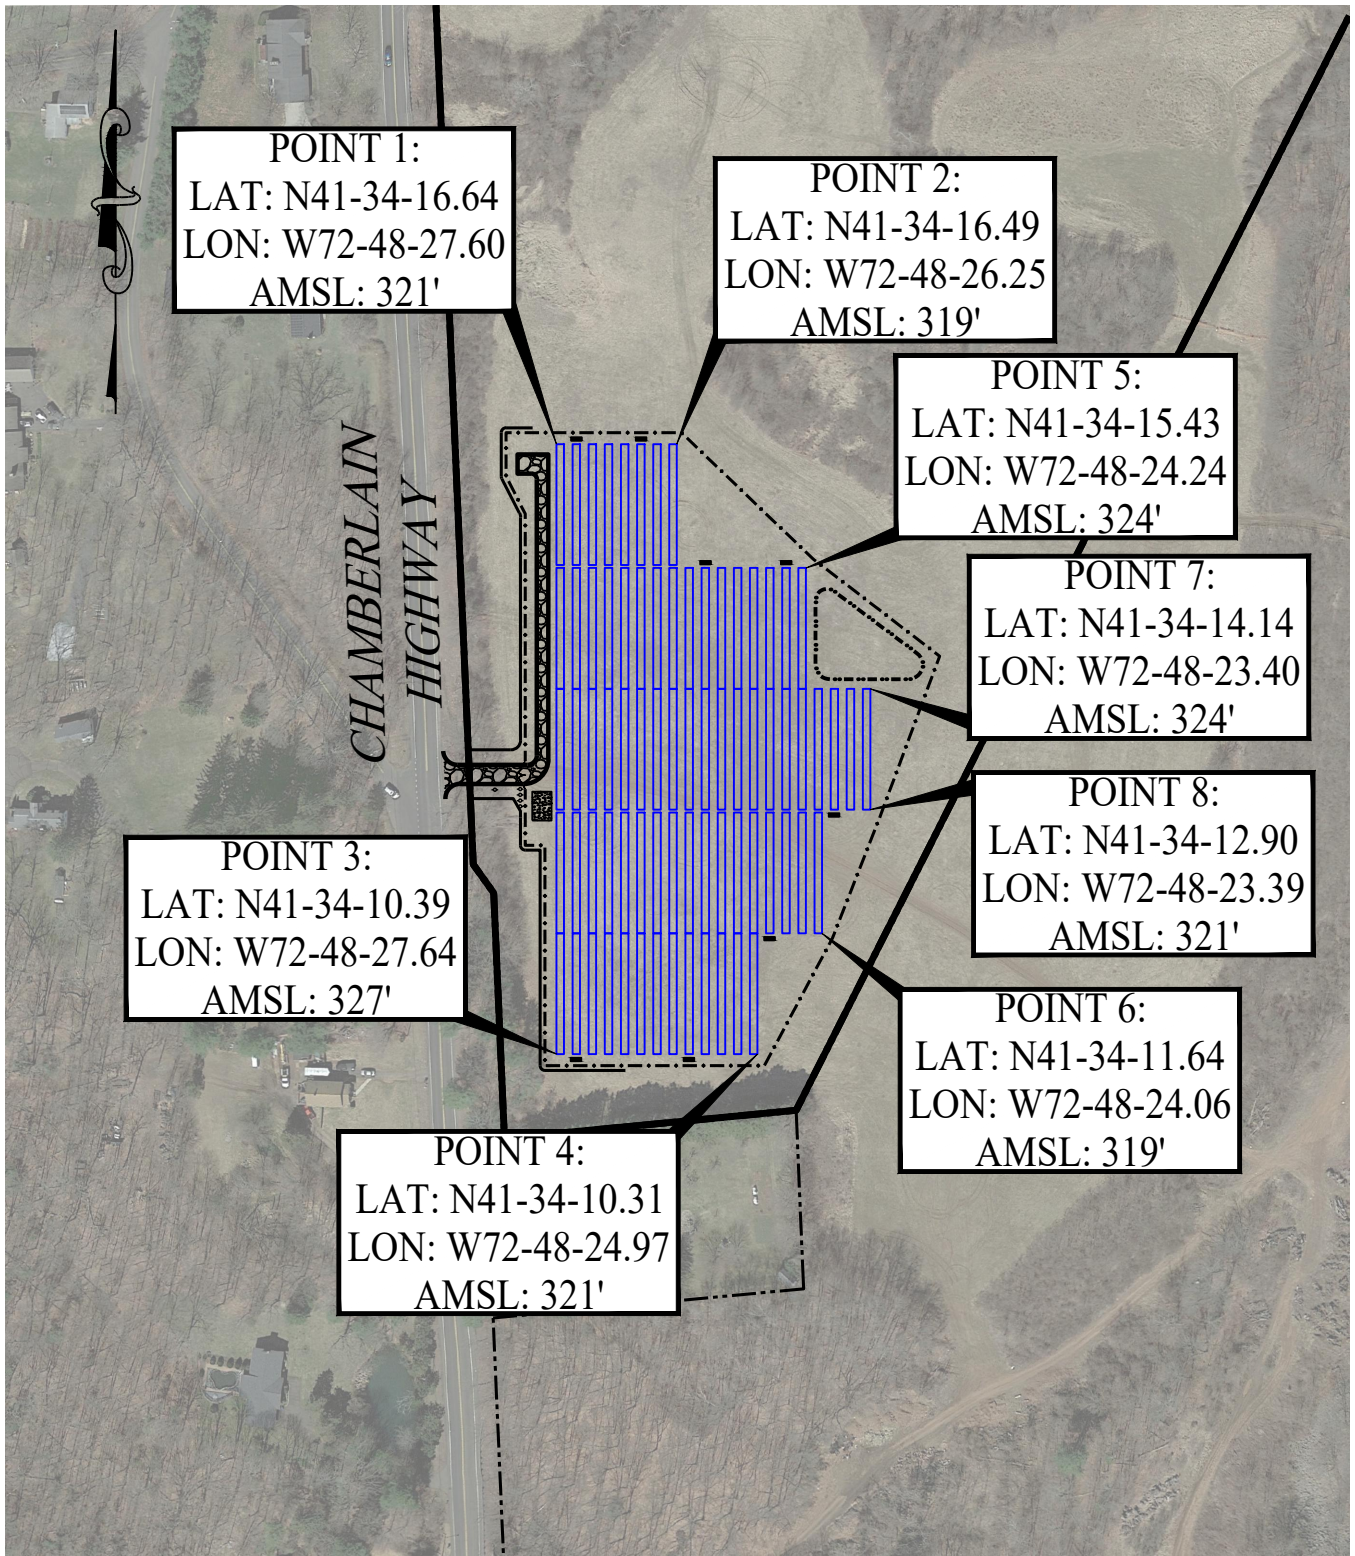 POINT 1:
LAT: N41-34-16.64
LON: W72-48-27.60
AMSL: 321'
POINT 2:
LAT: N41-34-16.49
LON: W72-48-26.25
AMSL: 319'
POINT 5:
LAT: N41-34-15.43
LON: W72-48-24.24
AMSL: 324'
CHAMBERLAIN
HIGHWAY
POINT 7:
LAT: N41-34-14.14
LON: W72-48-23.40
AMSL: 324'
POINT 8:
LAT: N41-34-12.90
LON: W72-48-23.39
AMSL: 321'
POINT 3:
LAT: N41-34-10.39
LON: W72-48-27.64
AMSL: 327'
POINT 6:
LAT: N41-34-11.64
LON: W72-48-24.06
AMSL: 319'
POINT 4:
LAT: N41-34-10.31
LON: W72-48-24.97
AMSL: 321'